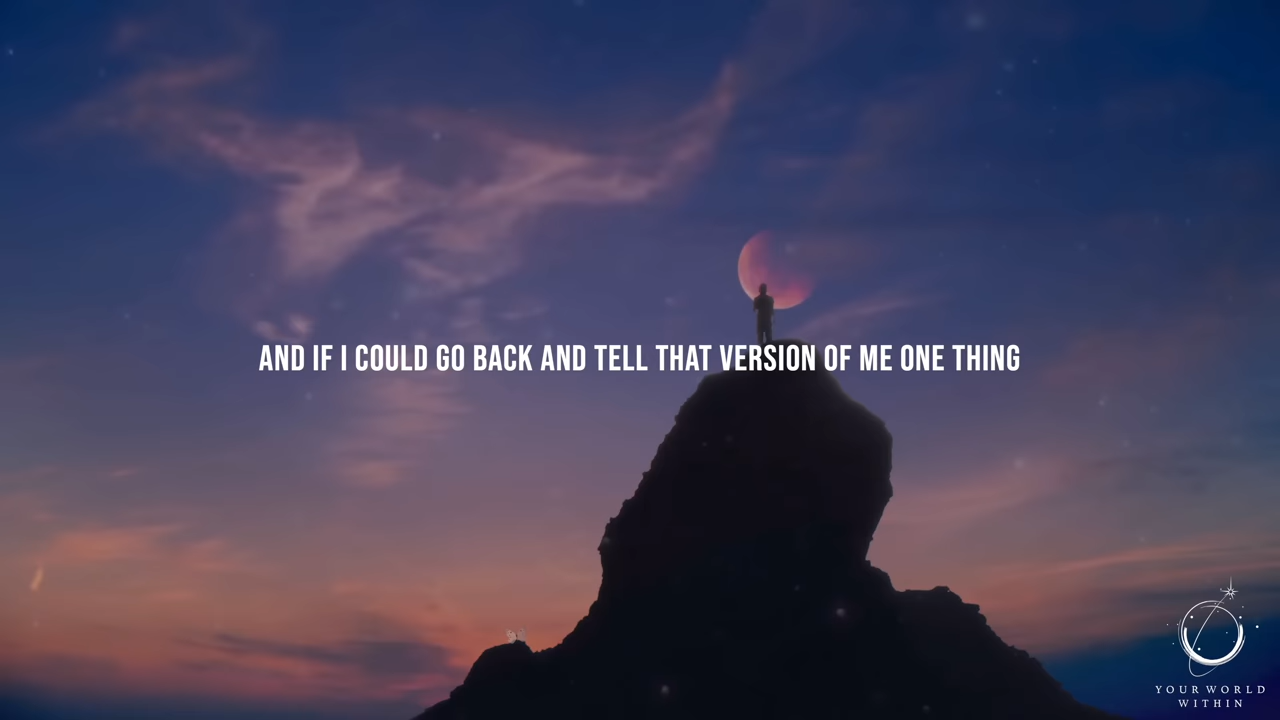 AND IF I COULD GO BACK AND TELL THAT VERSION OF ME ONE THING
YOUR WORLD
WITHIN